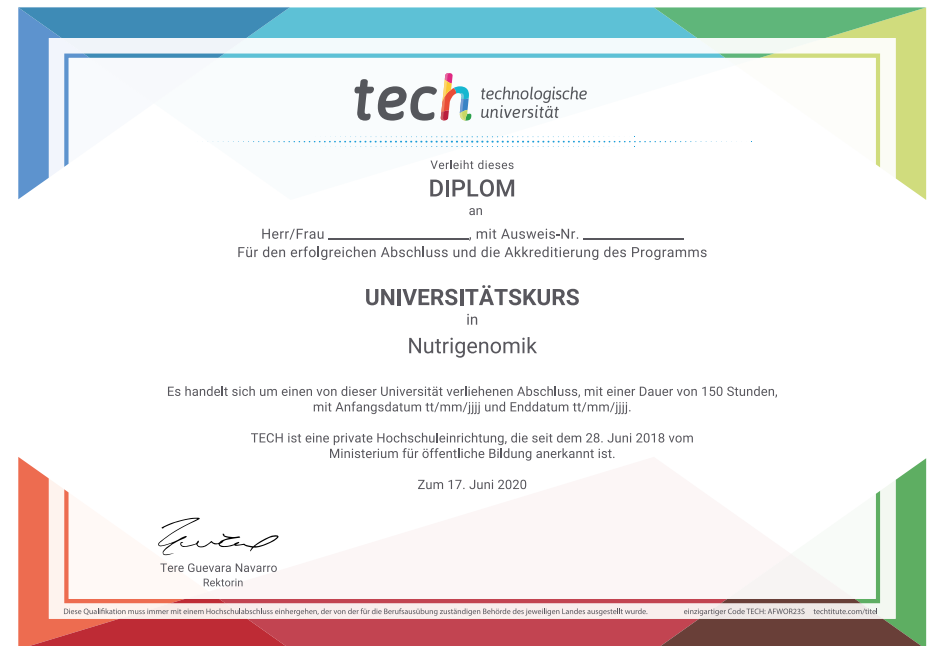 tech technologische
universität
Verleiht dieses
DIPLOM
an
Herr/Frau ____________________, mit Ausweis-Nr. ______________
Für den erfolgreichen Abschluss und die Akkreditierung des Programms
UNIVERSITÄTSKURS
in
Nutrigenomik
Es handelt sich um einen von dieser Universität verliehenen Abschluss, mit einer Dauer von 150 Stunden,
mit Anfangsdatum tt/mm/jjjj und Enddatum tt/mm/jjjj.
TECH ist eine private Hochschuleinrichtung, die seit dem 28. Juni 2018 vom
Ministerium für öffentliche Bildung anerkannt ist.
Zum 17. Juni 2020
Tere Guevara Navarro
Rektorin
Diese Qualifikation muss immer mit einem Hochschulabschluss einhergehen, der von der für die Berufsausübung zuständigen Behörde des jeweiligen Landes ausgestellt wurde. einzigartiger Code TECH: AFWOR23S techtitute.com/titel